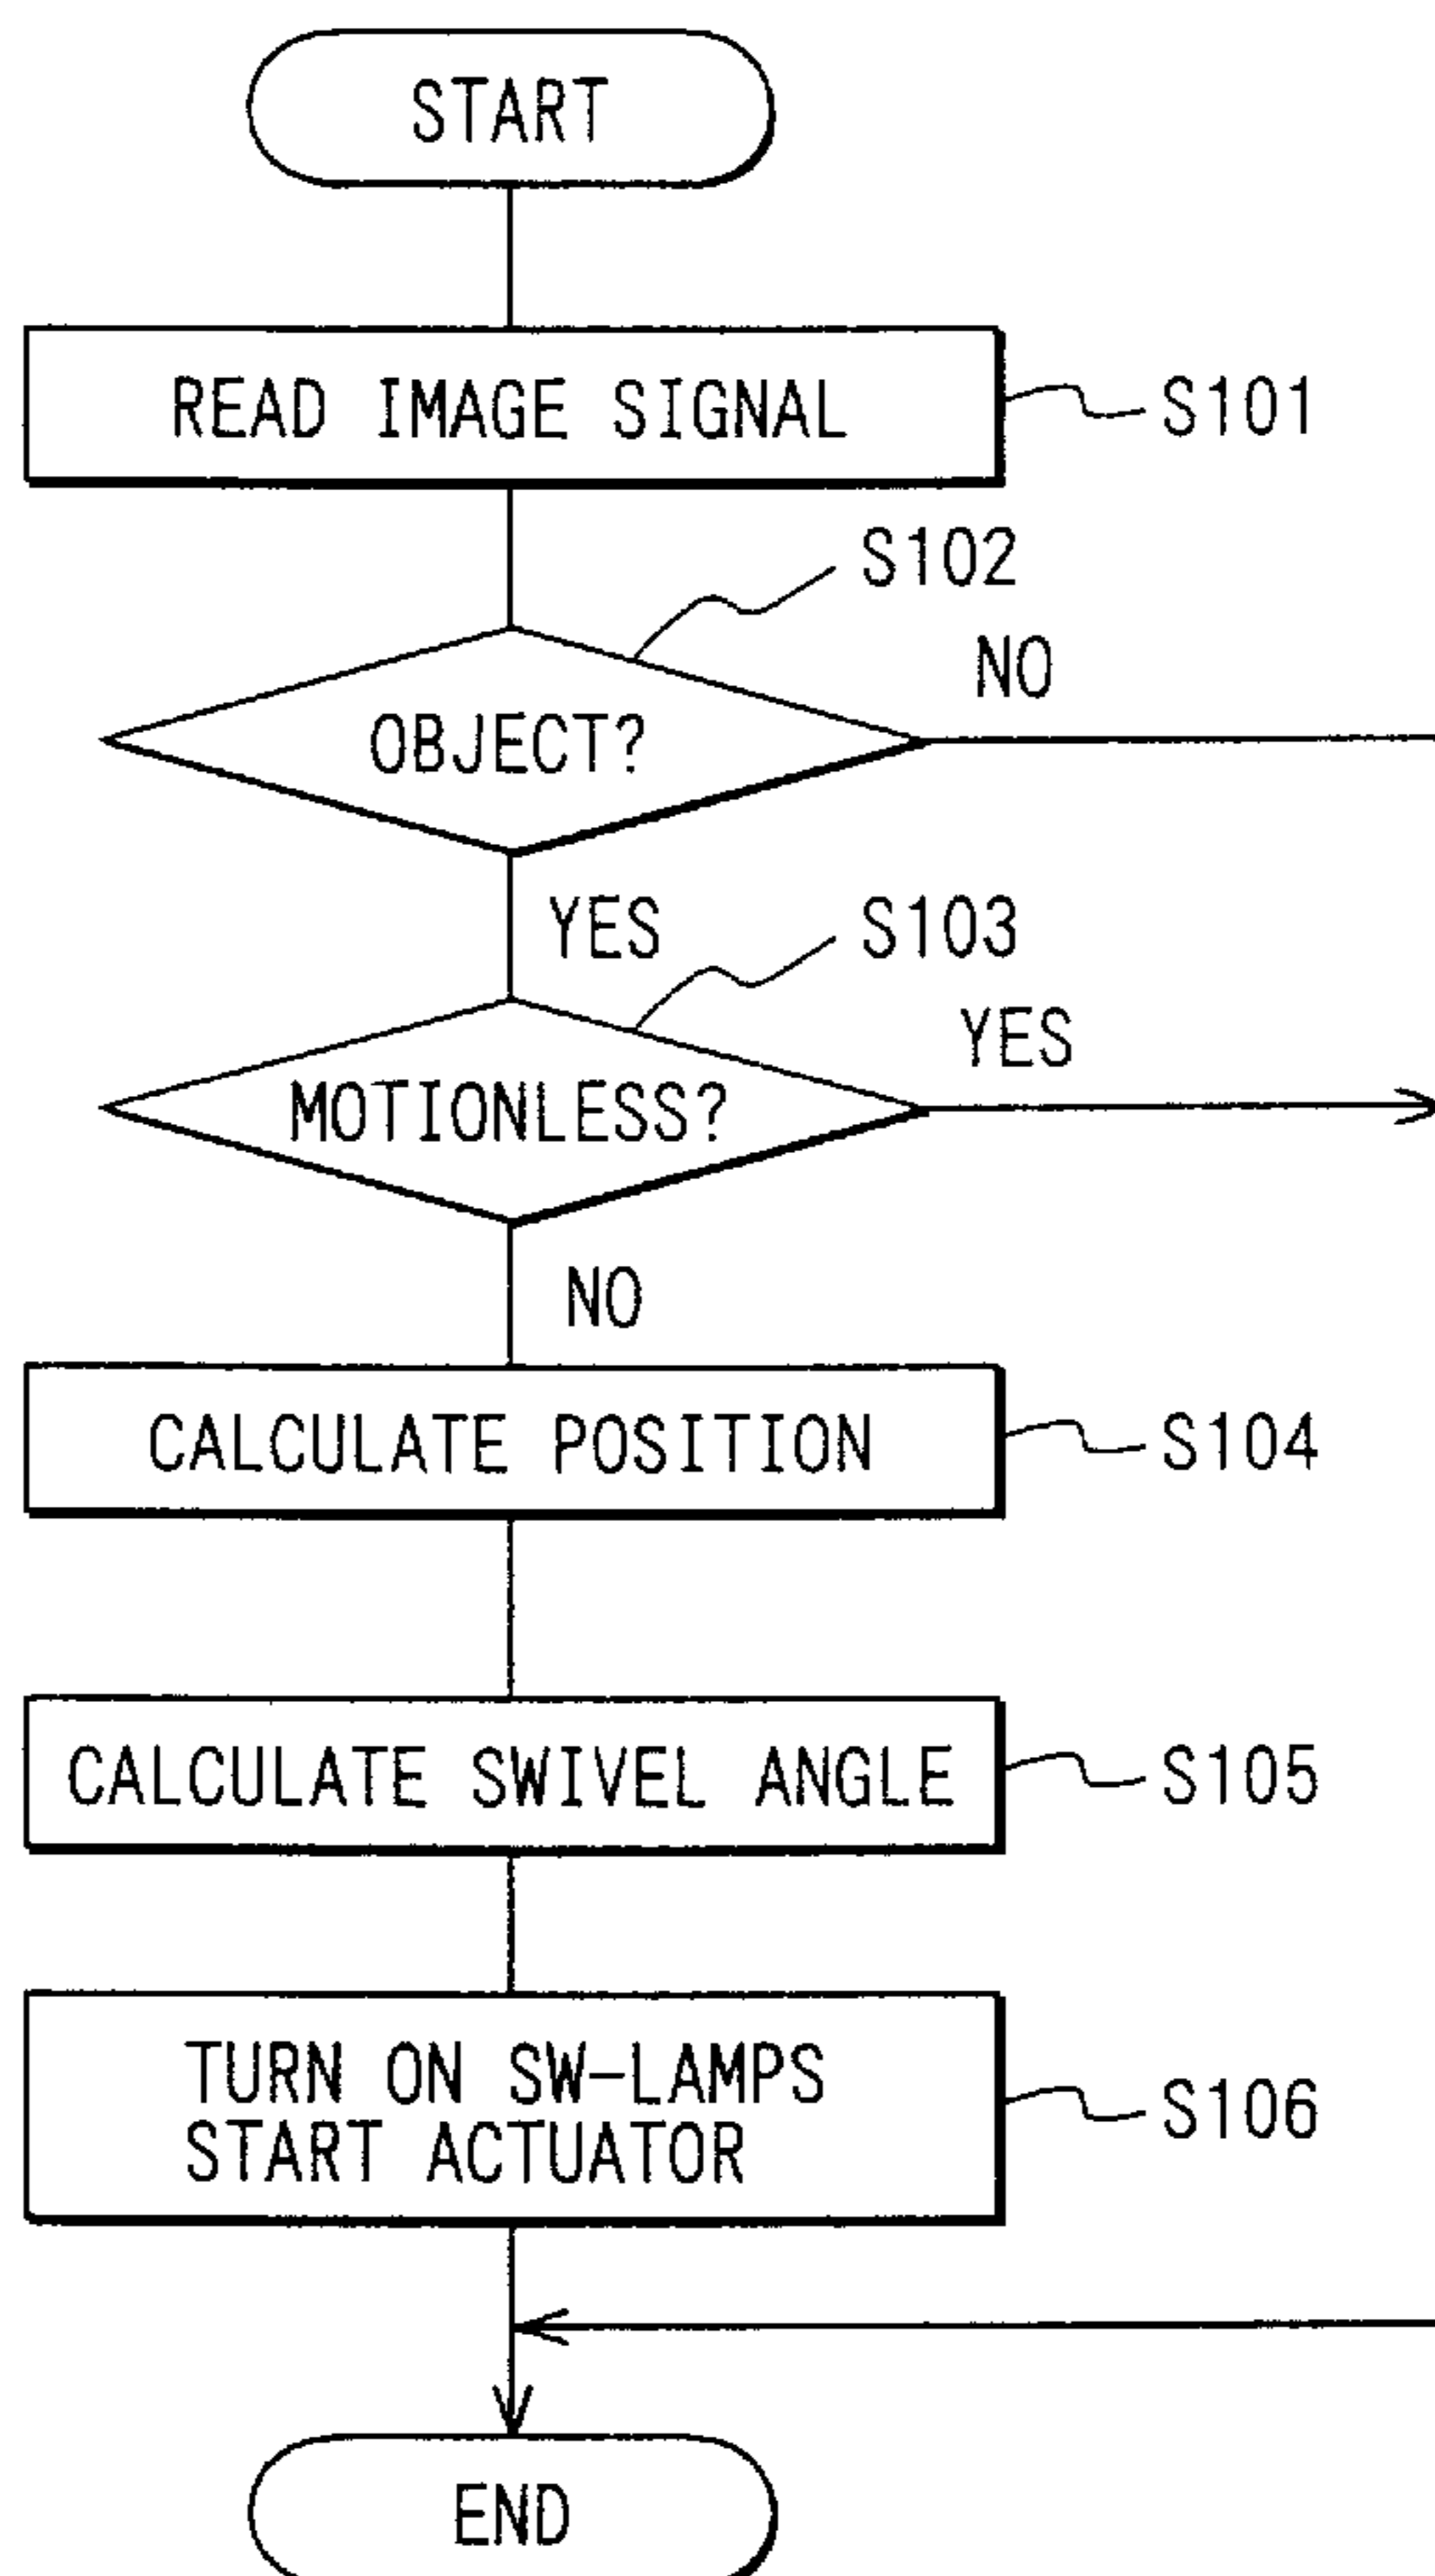 START
READ IMAGE SIGNAL
S101
S102
NO
OBJECT?
YES
S103
YES
MOTIONLESS?
NO
CALCULATE POSITION
S104
CALCULATE SWIVEL ANGLE
S105
TURN ON SW-LAMPS
START ACTUATOR
S106
END